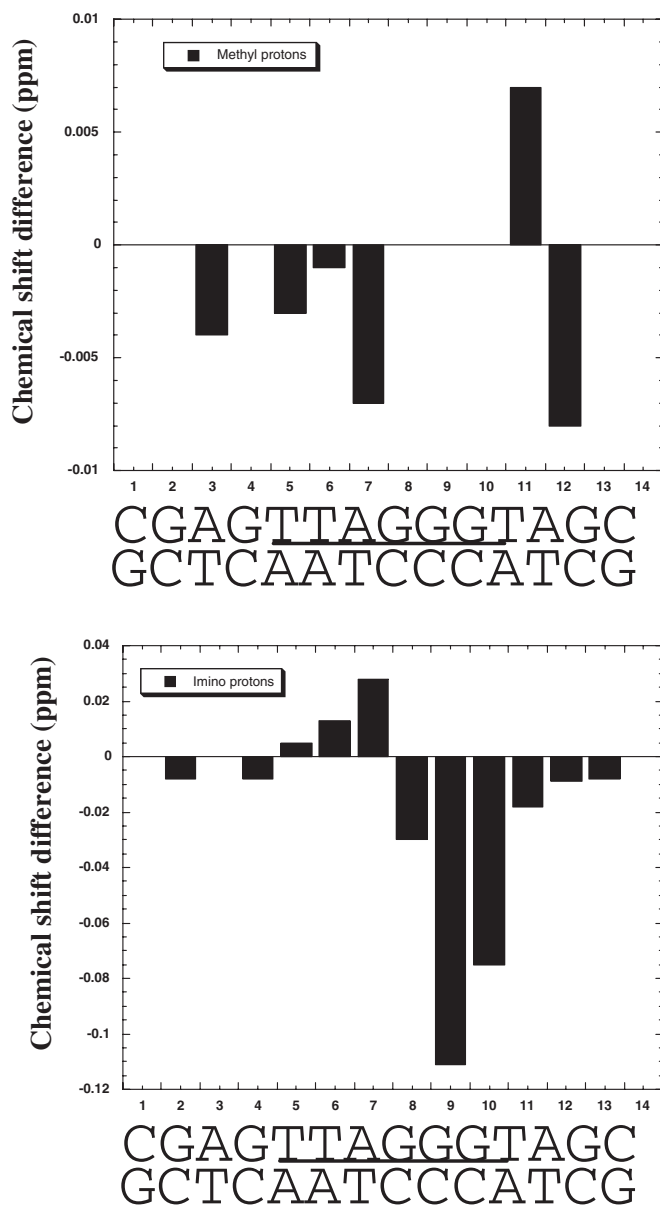 0.01
Methyl protons
0.005
0
-0.005
-0.01
Chemical shift difference (ppm)
1 2 3 4 5 6 7 8 9 10 11 12 13 14
CGAGTTAGGGTAGC
GCTCAATCCCATCG
0.04
Imino protons
0.02
0
-0.02
-0.04
-0.06
-0.08
-0.1
-0.12
Chemical shift difference (ppm)
1 2 3 4 5 6 7 8 9 10 11 12 13 14
CGAGTTAGGGTAGC
GCTCAATCCCATCG